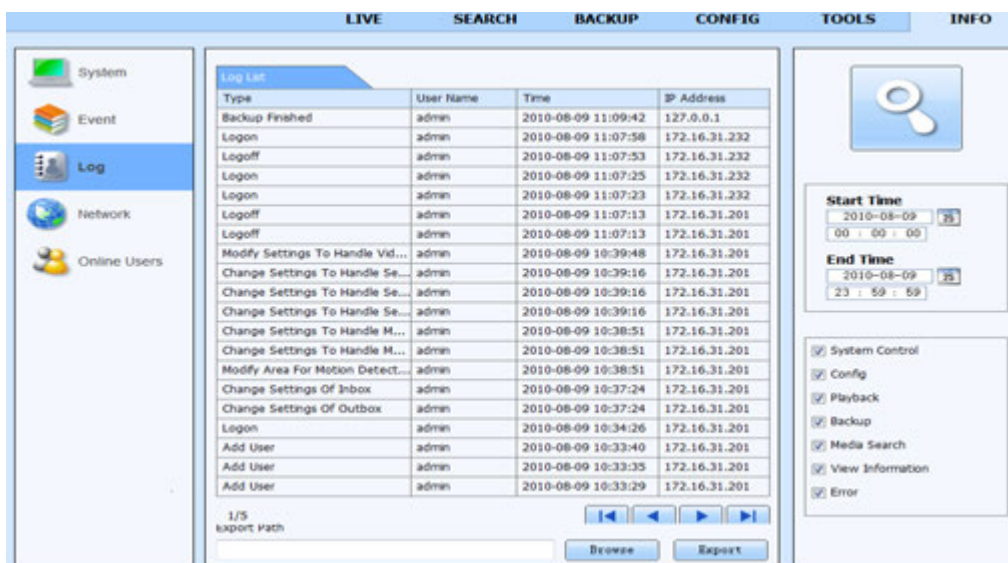 LIVE SEARCH BACKUP CONFIG TOOLS INFO
System
Event
Log
Network
Online Users
Log List
Type User Name Time IP Address
Backup Finished admin 2010-08-09 11:09:42 127.0.0.1
Logon admin 2010-08-09 11:07:58 172.16.31.232
Logoff admin 2010-08-09 11:07:53 172.16.31.232
Logon admin 2010-08-09 11:07:25 172.16.31.232
Logon admin 2010-08-09 11:07:23 172.16.31.232
Logoff admin 2010-08-09 11:07:13 172.16.31.201
Logoff admin 2010-08-09 11:07:13 172.16.31.201
Modify Settings To Handle Vid... admin 2010-08-09 10:39:48 172.16.31.201
Change Settings To Handle Se... admin 2010-08-09 10:39:16 172.16.31.201
Change Settings To Handle Se... admin 2010-08-09 10:39:16 172.16.31.201
Change Settings To Handle Se... admin 2010-08-09 10:39:16 172.16.31.201
Change Settings To Handle M... admin 2010-08-09 10:38:51 172.16.31.201
Change Settings To Handle M... admin 2010-08-09 10:38:51 172.16.31.201
Modify Area For Motion Detect... admin 2010-08-09 10:38:51 172.16.31.201
Change Settings Of Inbox admin 2010-08-09 10:37:24 172.16.31.201
Change Settings Of Outbox admin 2010-08-09 10:37:24 172.16.31.201
Logon admin 2010-08-09 10:34:26 172.16.31.201
Add User admin 2010-08-09 10:33:40 172.16.31.201
Add User admin 2010-08-09 10:33:35 172.16.31.201
Add User admin 2010-08-09 10:33:29 172.16.31.201
1/5
Export Path
Browse Export
Start Time
2010-08-09 25
00 : 00 : 00
End Time
2010-08-09 25
23 : 59 : 59
System Control
Config
Playback
Backup
Media Search
View Information
Error